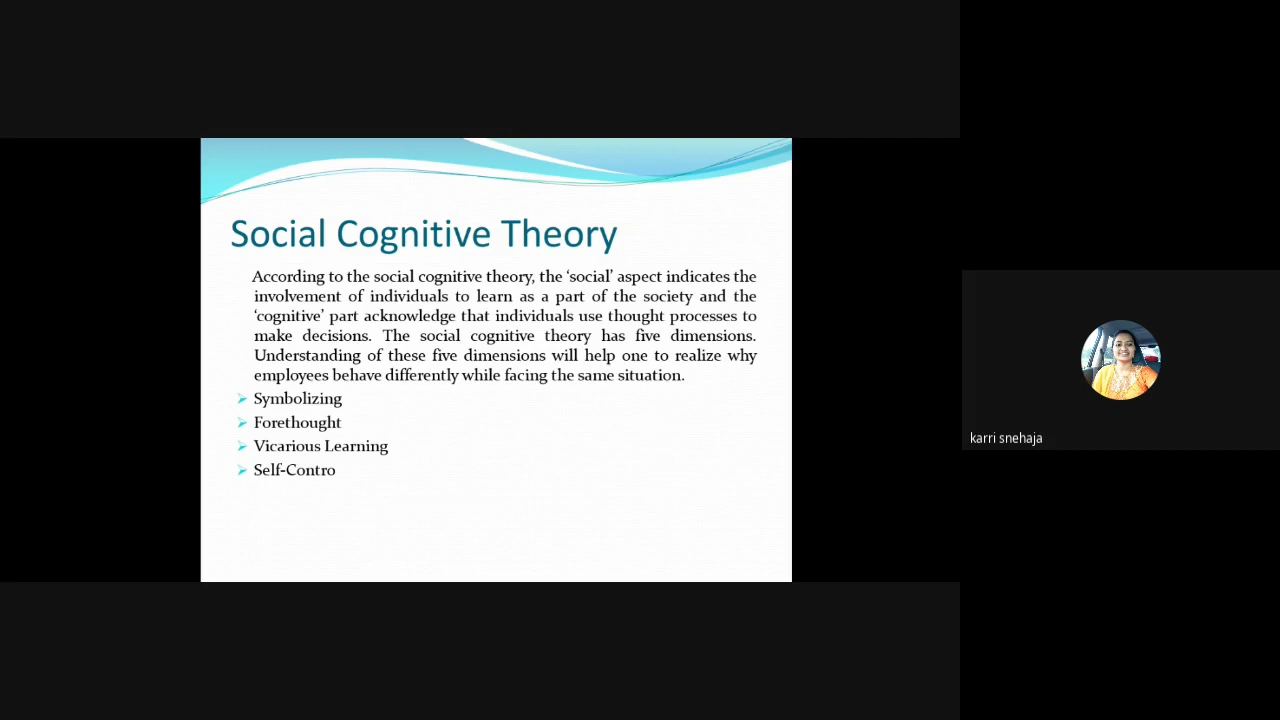 Social Cognitive Theory
According to the social cognitive theory, the ‘social’ aspect indicates the
involvement of individuals to learn as a part of the society and the
‘cognitive’ part acknowledge that individuals use thought processes to
make decisions. The social cognitive theory has five dimensions.
Understanding of these five dimensions will help one to realize why
employees behave differently while facing the same situation.
Symbolizing
Forethought
Vicarious Learning
Self-Contro
karri snehaja